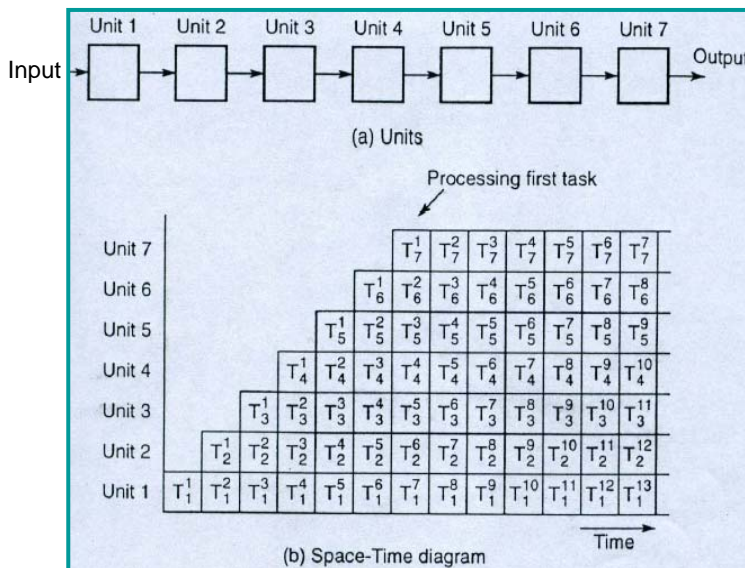 Unit 1 Unit 2 Unit 3 Unit 4 Unit 5 Unit 6 Unit 7
Input Output
(a) Units
Processing first task
Unit 7 T₇¹ T₇² T₇³ T₇⁴ T₇⁵ T₇⁶ T₇⁷
Unit 6 T₆¹ T₆² T₆³ T₆⁴ T₆⁵ T₆⁶ T₆⁷ T₆⁸
Unit 5 T₅¹ T₅² T₅³ T₅⁴ T₅⁵ T₅⁶ T₅⁷ T₅⁸ T₅⁹
Unit 4 T₄¹ T₄² T₄³ T₄⁴ T₄⁵ T₄⁶ T₄⁷ T₄⁸ T₄⁹ T₄¹⁰
Unit 3 T₃¹ T₃² T₃³ T₃⁴ T₃⁵ T₃⁶ T₃⁷ T₃⁸ T₃⁹ T₃¹⁰ T₃¹¹
Unit 2 T₂¹ T₂² T₂³ T₂⁴ T₂⁵ T₂⁶ T₂⁷ T₂⁸ T₂⁹ T₂¹⁰ T₂¹¹ T₂¹²
Unit 1 T₁¹ T₁² T₁³ T₁⁴ T₁⁵ T₁⁶ T₁⁷ T₁⁸ T₁⁹ T₁¹⁰ T₁¹¹ T₁¹² T₁¹³
Time
(b) Space-Time diagram